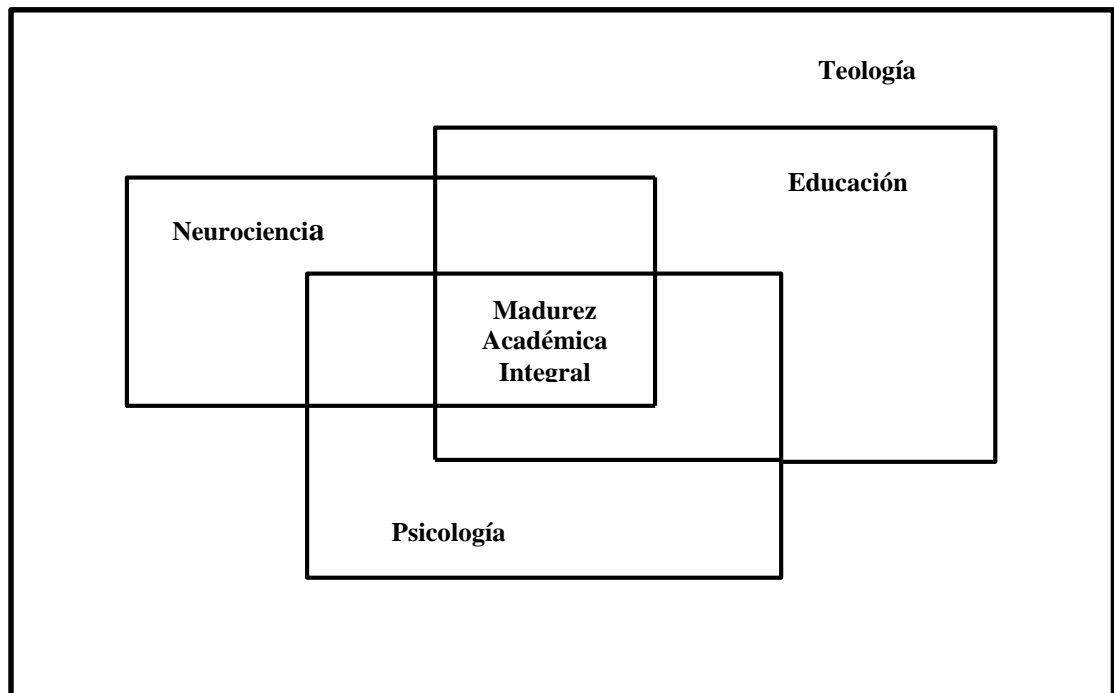 Teología
Educación
Neurociencia
Madurez
Académica
Integral
Psicología